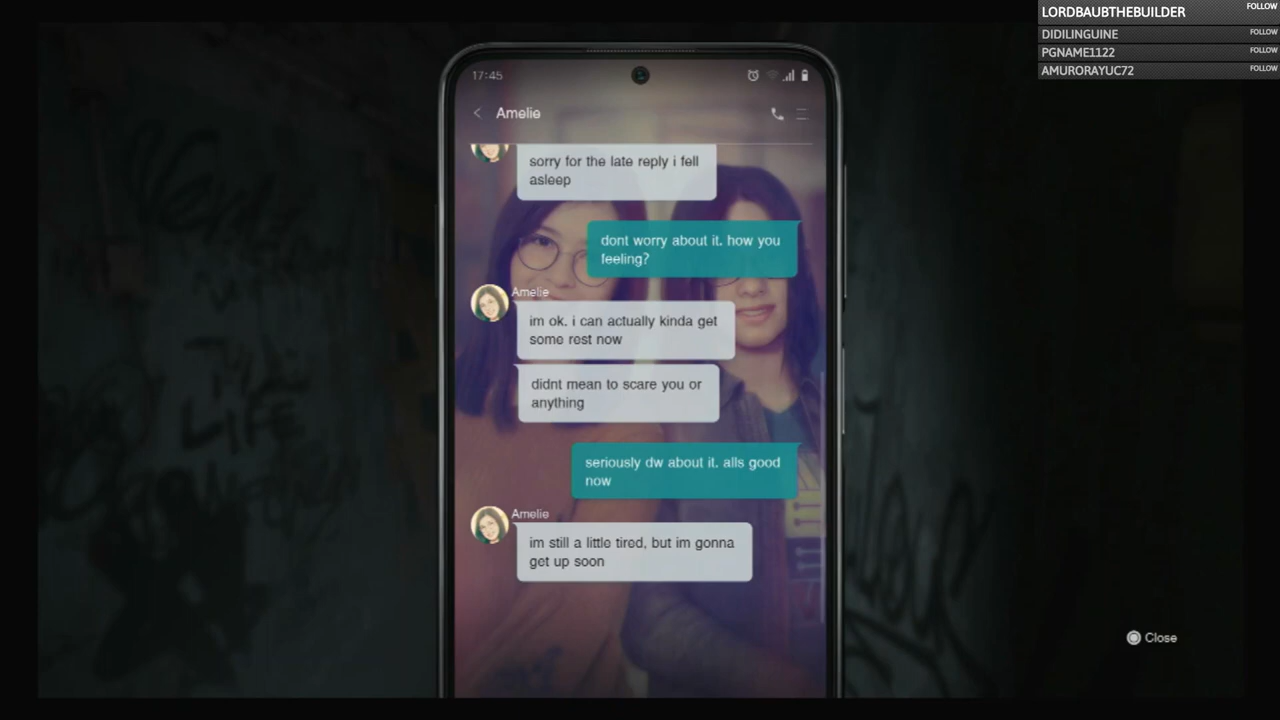 LORDBAUBTHEBUILDER FOLLOW
DIDILINGUINE FOLLOW
PGNAME1122 FOLLOW
AMURORAYUC72 FOLLOW
17:45
Amelie
sorry for the late reply i fell
asleep
dont worry about it. how you
feeling?
Amelie
im ok. i can actually kinda get
some rest now
didnt mean to scare you or
anything
seriously dw about it. alls good
now
Amelie
im still a little tired, but im gonna
get up soon
THE
LIFE
Close